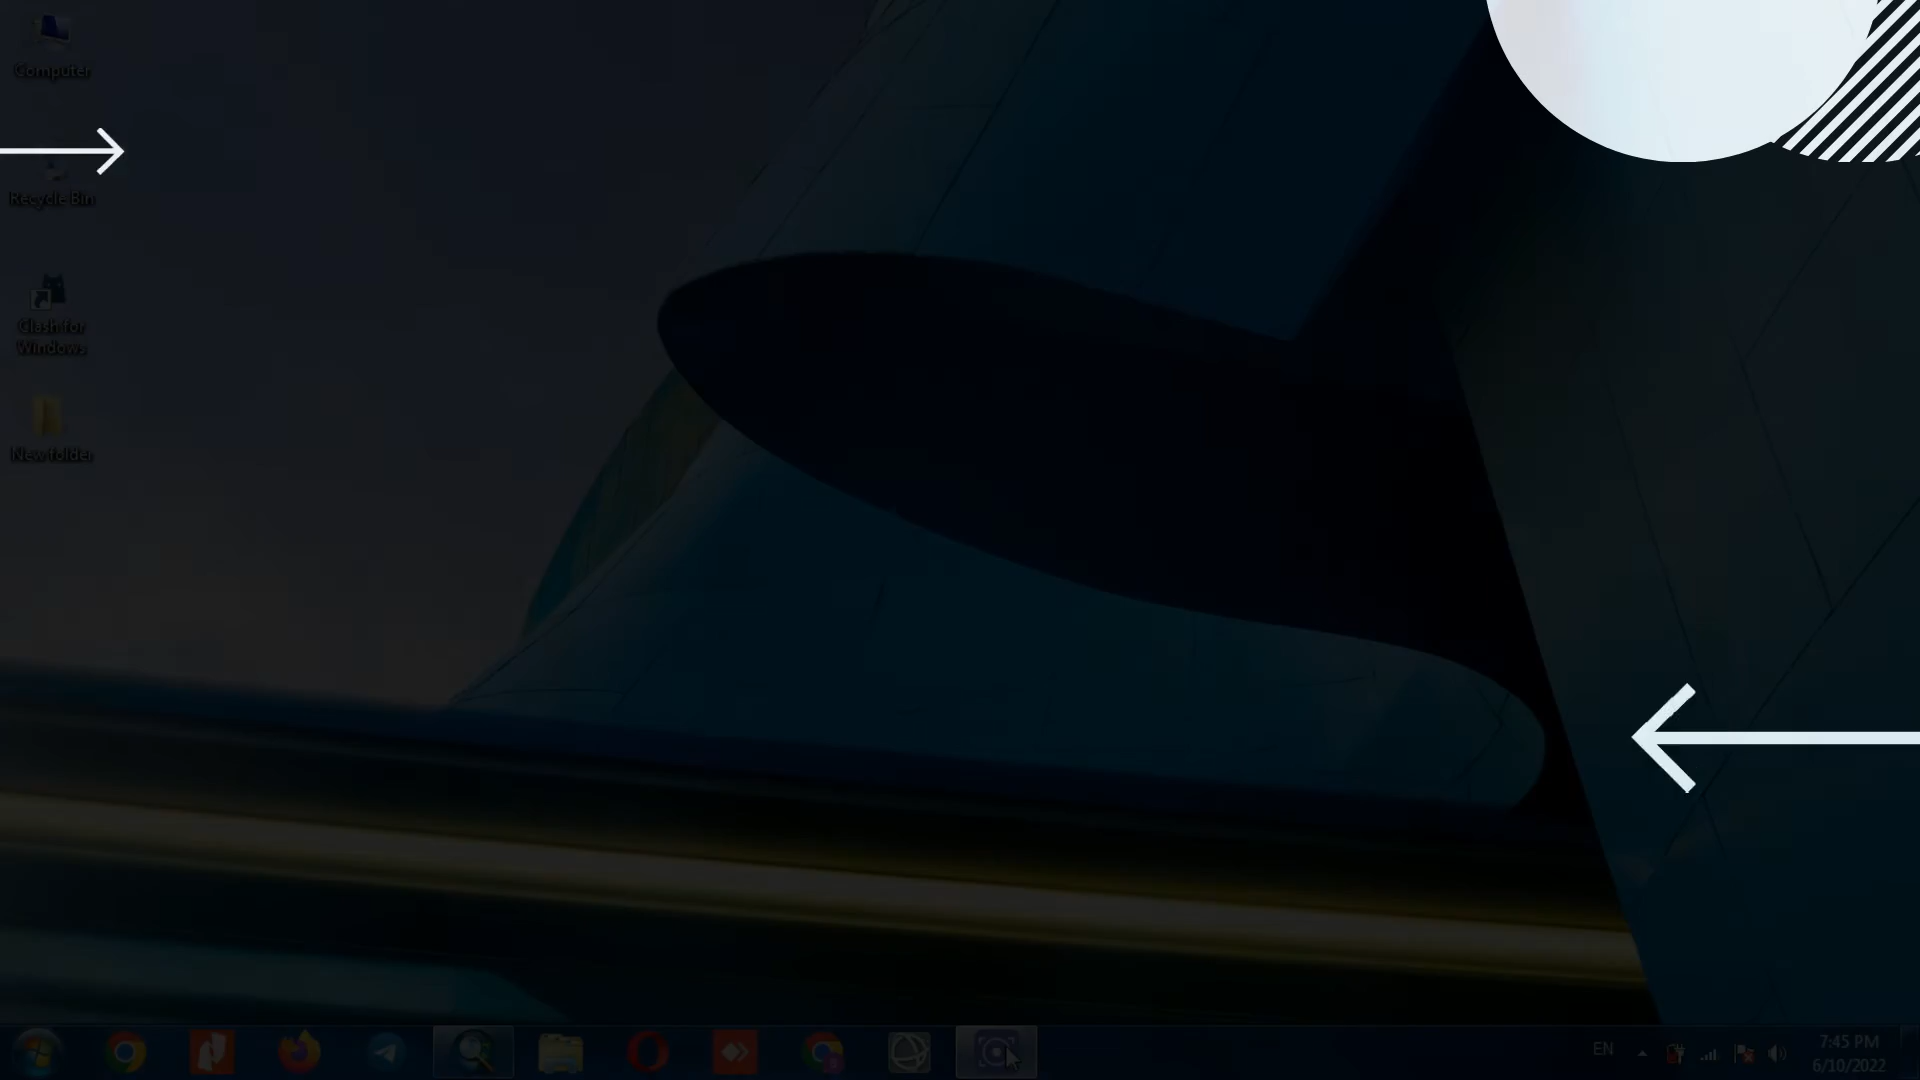 Computer
Recycle Bin
Clash for
Windows
New folder
EN
7:45 PM
6/10/2022